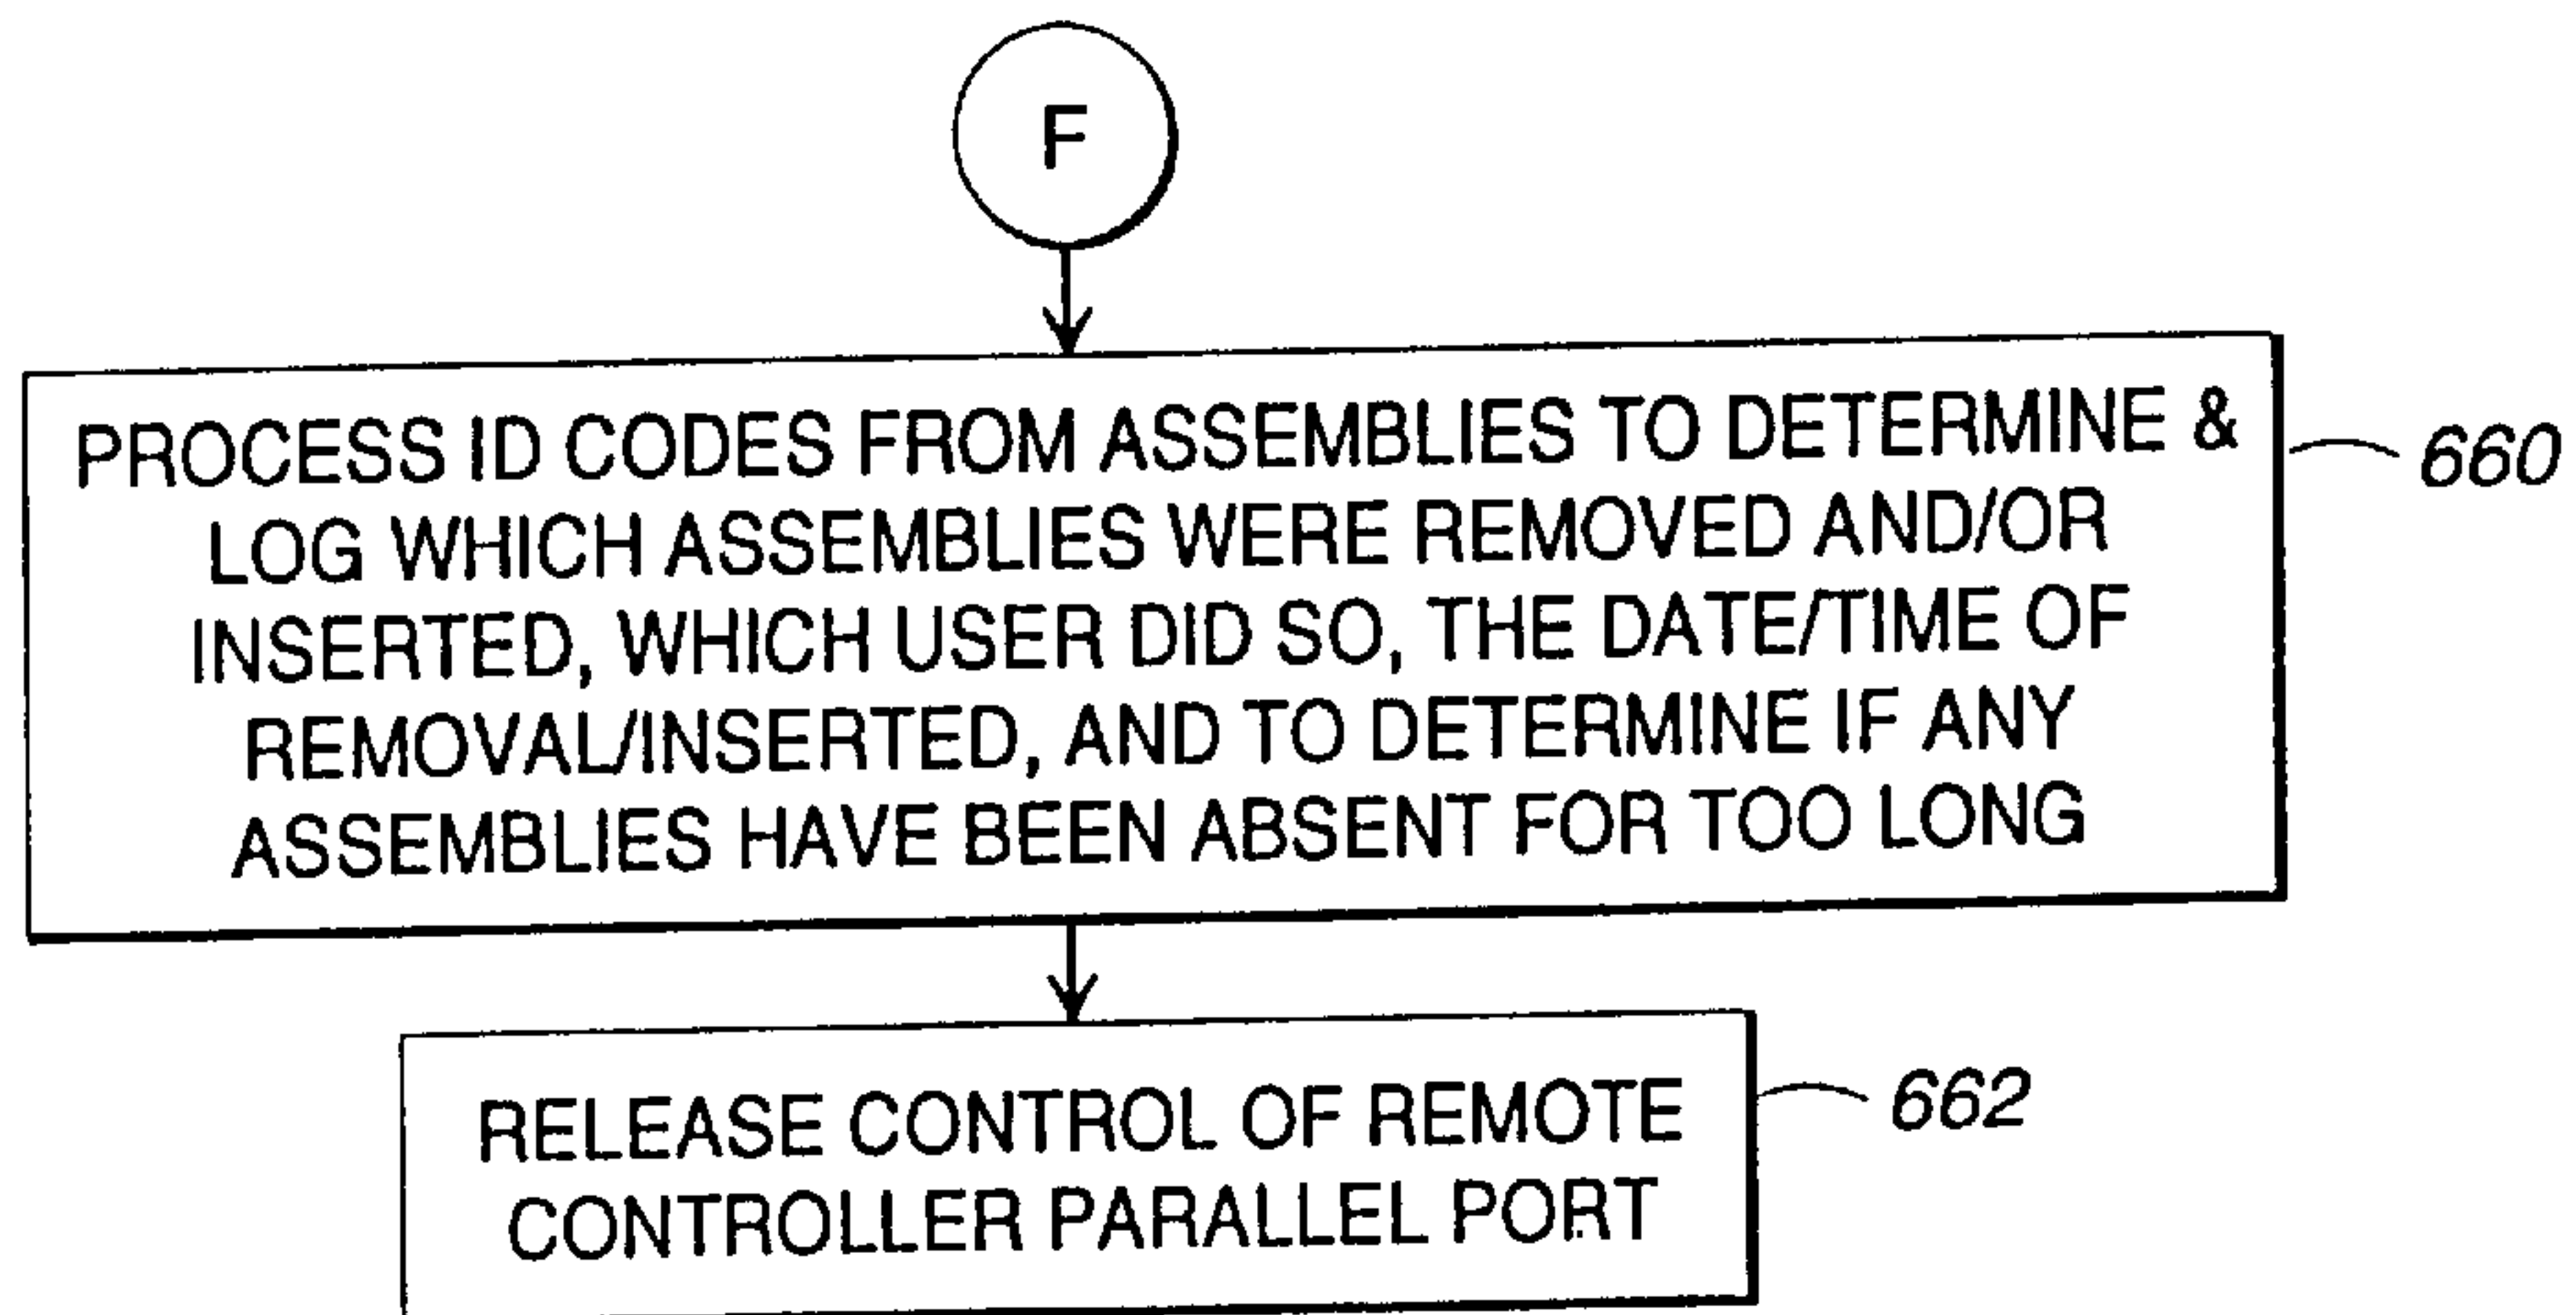 F
PROCESS ID CODES FROM ASSEMBLIES TO DETERMINE &
LOG WHICH ASSEMBLIES WERE REMOVED AND/OR
INSERTED, WHICH USER DID SO, THE DATE/TIME OF
REMOVAL/INSERTED, AND TO DETERMINE IF ANY
ASSEMBLIES HAVE BEEN ABSENT FOR TOO LONG
660
RELEASE CONTROL OF REMOTE
CONTROLLER PARALLEL PORT
662